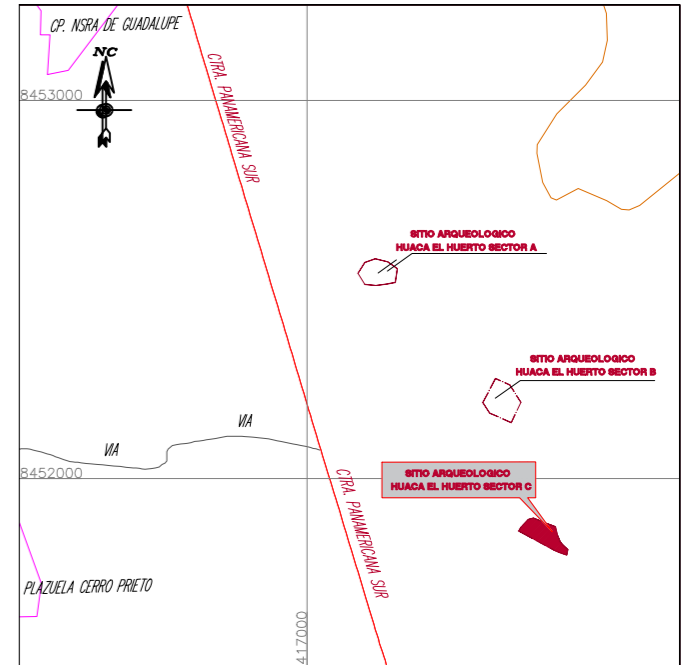 CP. NSRA DE GUADALUPE
NC
CTRA. PANAMERICANA SUR
8453000
SITIO ARQUEOLOGICO
HUACA EL HUERTO SECTOR A
SITIO ARQUEOLOGICO
HUACA EL HUERTO SECTOR B
VIA
VIA
8452000
SITIO ARQUEOLOGICO
HUACA EL HUERTO SECTOR C
CTRA. PANAMERICANA SUR
PLAZUELA CERRO PRIETO
417000